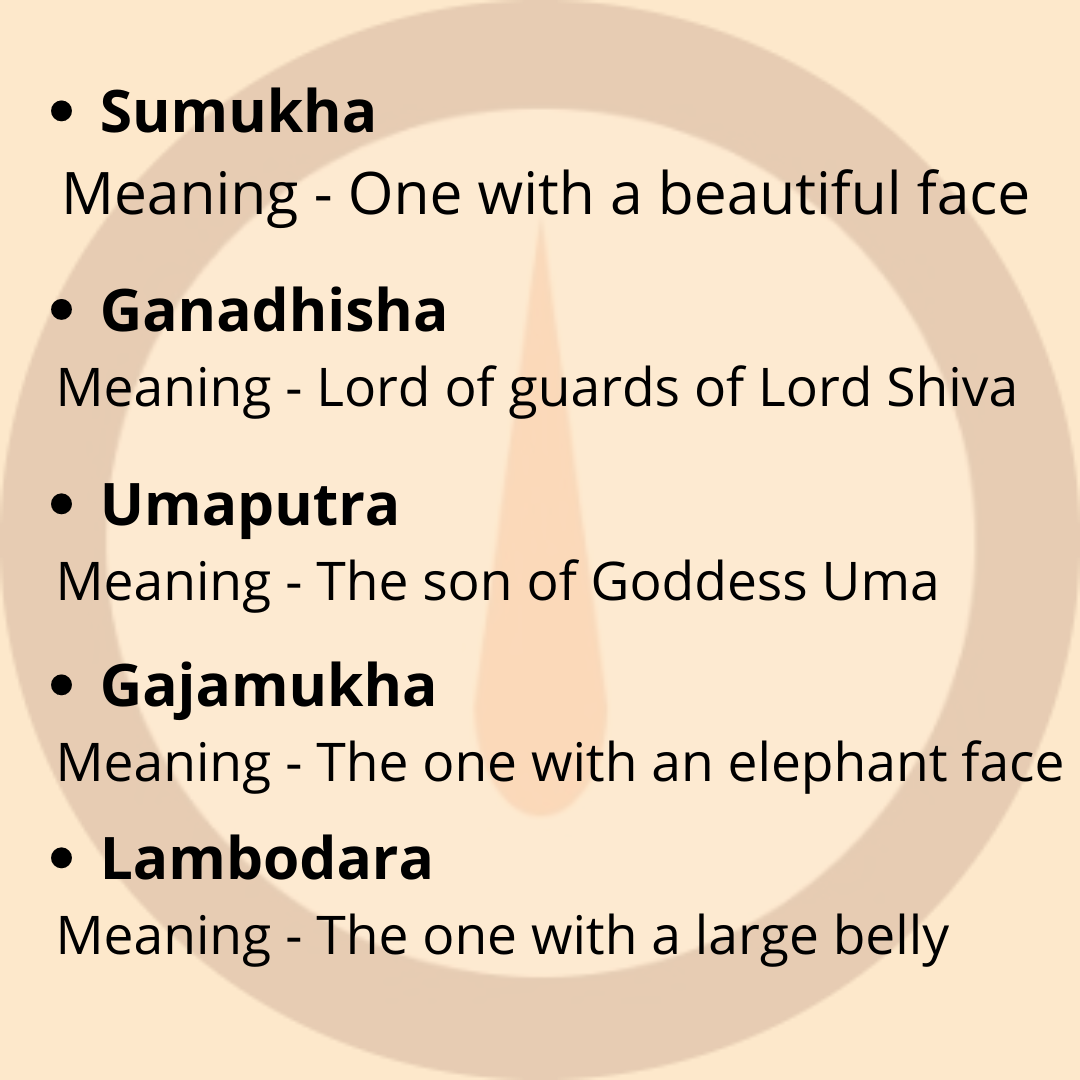 • Sumukha
Meaning - One with a beautiful face
• Ganadhisha
Meaning - Lord of guards of Lord Shiva
• Umaputra
Meaning - The son of Goddess Uma
• Gajamukha
Meaning - The one with an elephant face
• Lambodara
Meaning - The one with a large belly